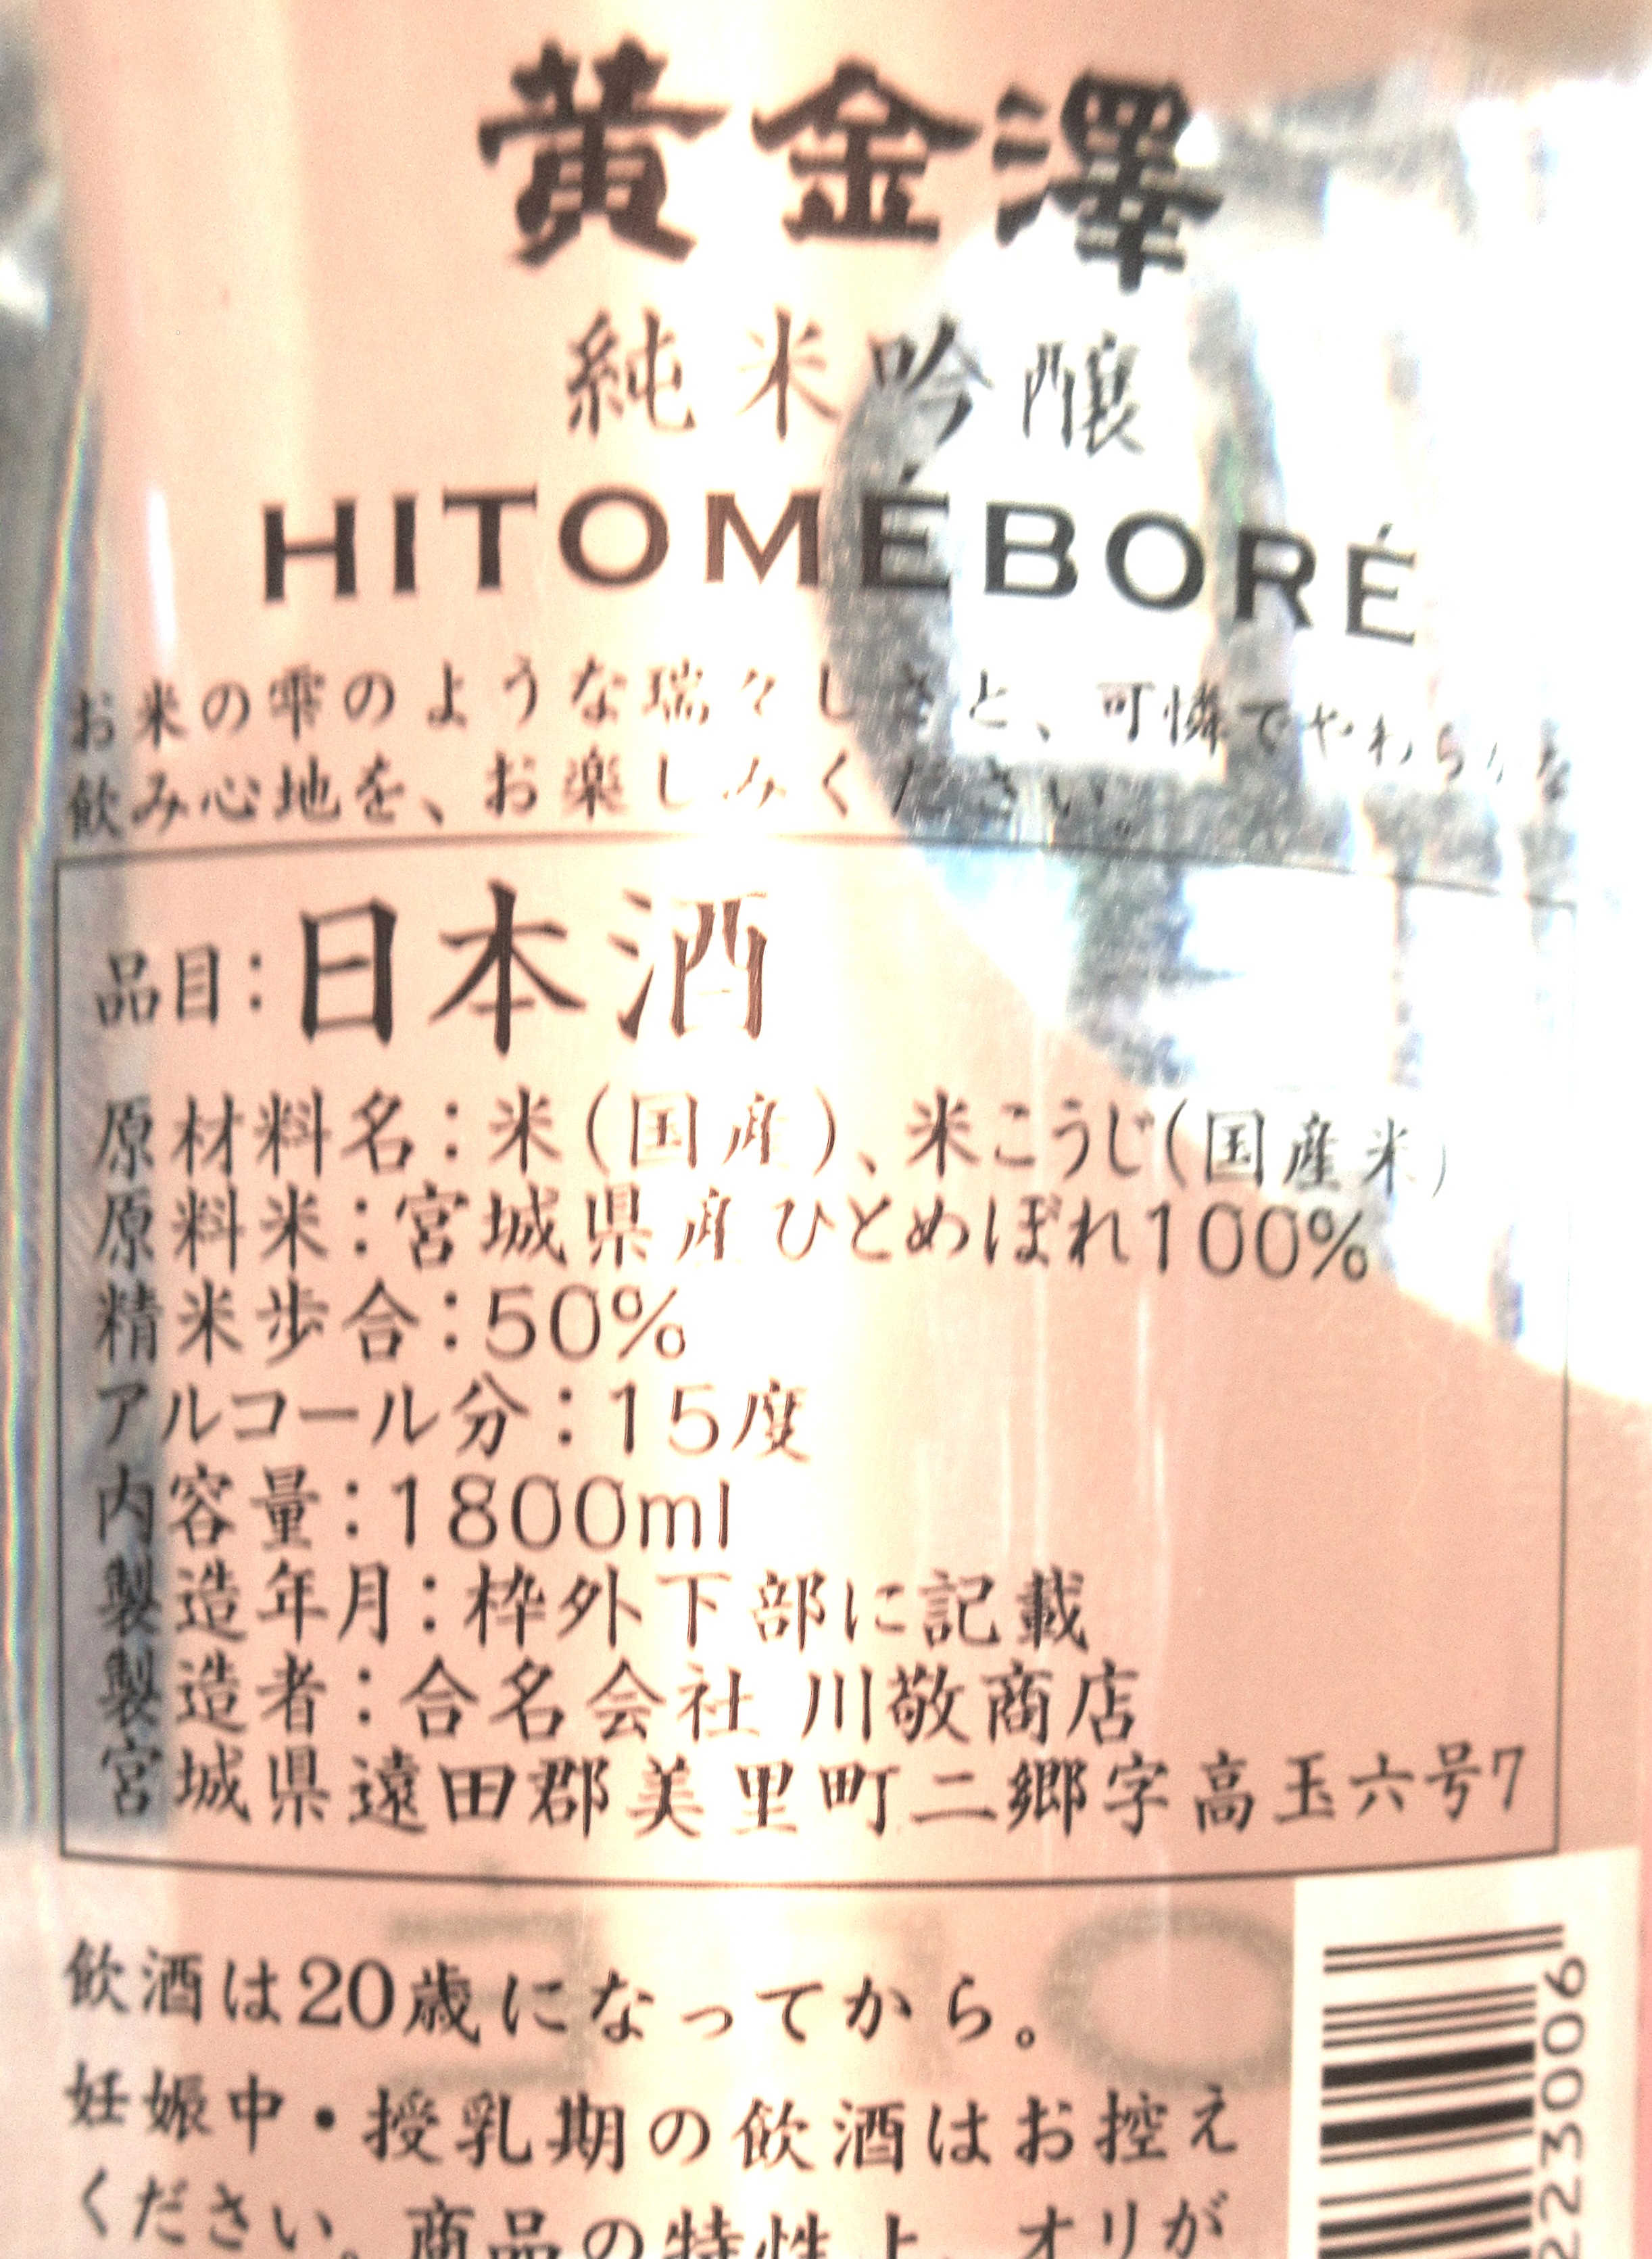 黄金澤
純米吟醸
HITOMÉBORÉ
お米の雫のような瑞々しさと、可憐でやわらかな
飲み心地を、お楽しみください。
品目：日本酒
原材料名：米（国産）、米こうじ（国産米）
原料米：宮城県産ひとめぼれ100%
精米歩合：50%
アルコール分：15度
内容量：1800ml
製造年月：枠外下部に記載
製造者：合名会社 川敬商店
宮城県遠田郡美里町二郷字高玉六号7
飲酒は20歳になってから。
妊娠中・授乳期の飲酒はお控え
ください。商品の特性上、オリが
223006